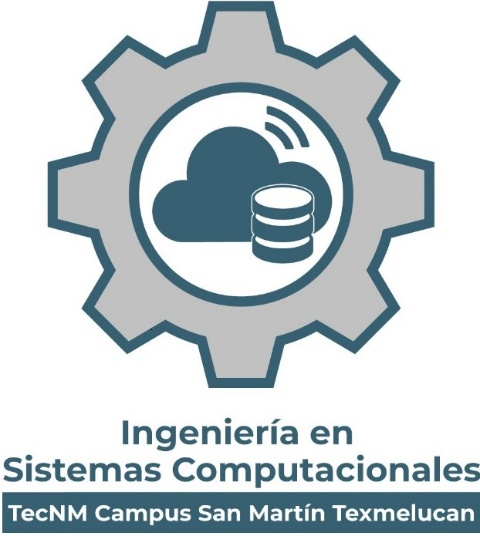 Ingeniería en
Sistemas Computacionales
TecNM Campus San Martín Texmelucan